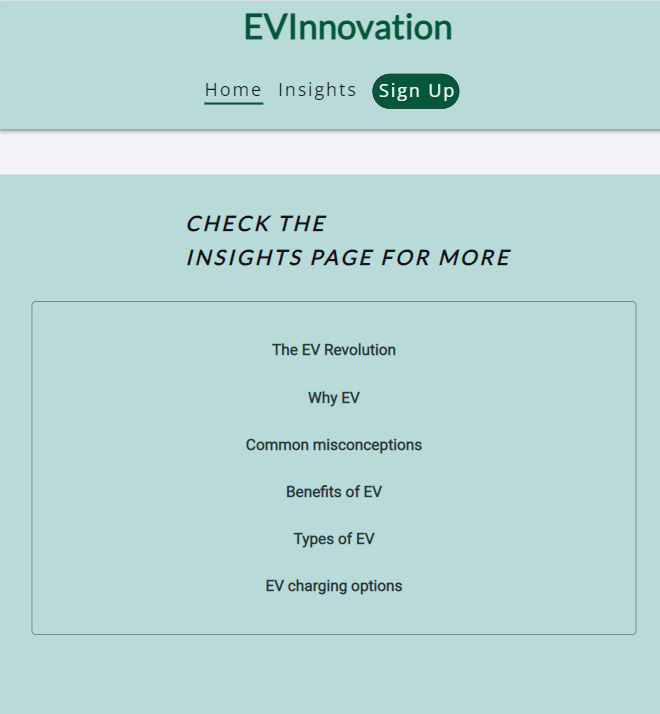 EVInnovation
Home Insights Sign Up
CHECK THE
INSIGHTS PAGE FOR MORE
The EV Revolution
Why EV
Common misconceptions
Benefits of EV
Types of EV
EV charging options